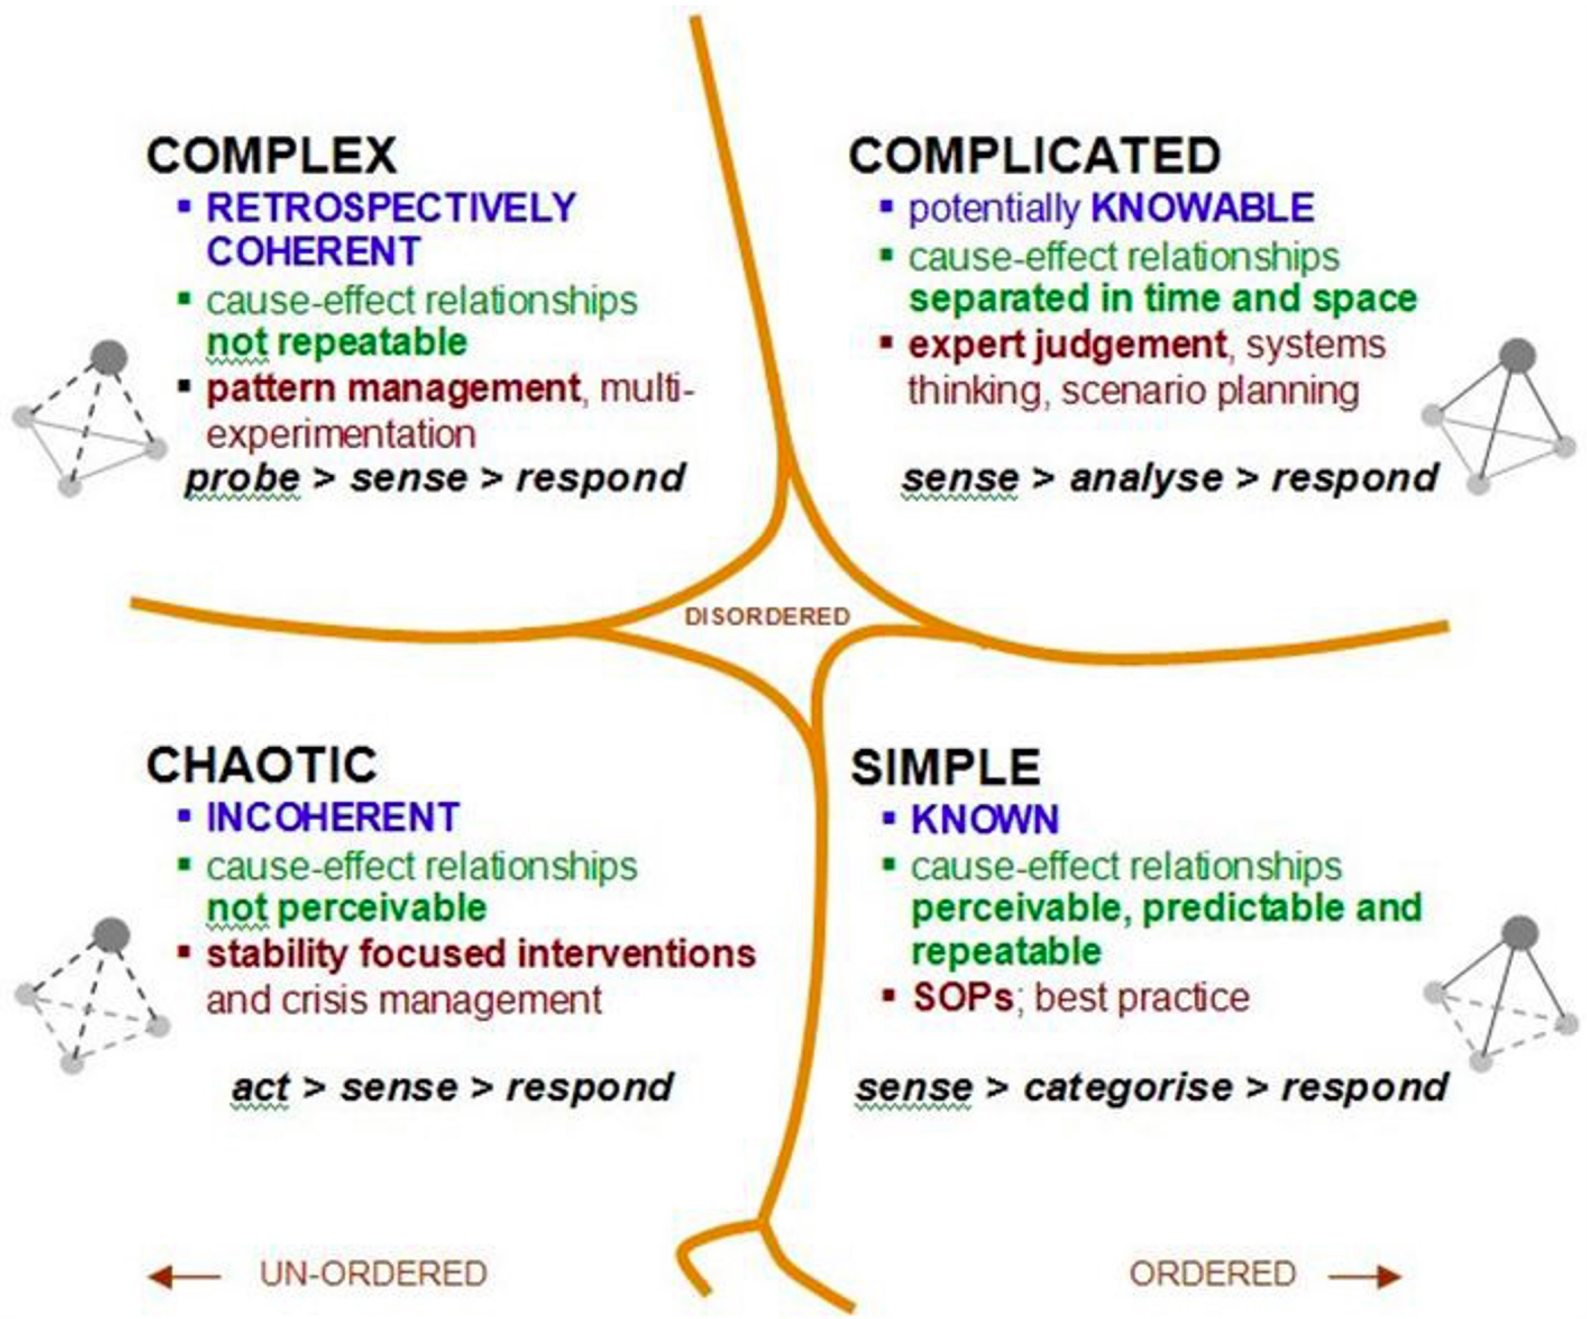 COMPLEX
▪ RETROSPECTIVELY
COHERENT
▪ cause-effect relationships
not repeatable
▪ pattern management, multi-
experimentation
probe > sense > respond
COMPLICATED
▪ potentially KNOWABLE
▪ cause-effect relationships
separated in time and space
▪ expert judgement, systems
thinking, scenario planning
sense > analyse > respond
DISORDERED
CHAOTIC
▪ INCOHERENT
▪ cause-effect relationships
not perceivable
▪ stability focused interventions
and crisis management
act > sense > respond
SIMPLE
▪ KNOWN
▪ cause-effect relationships
perceivable, predictable and
repeatable
▪ SOPs; best practice
sense > categorise > respond
UN-ORDERED
ORDERED